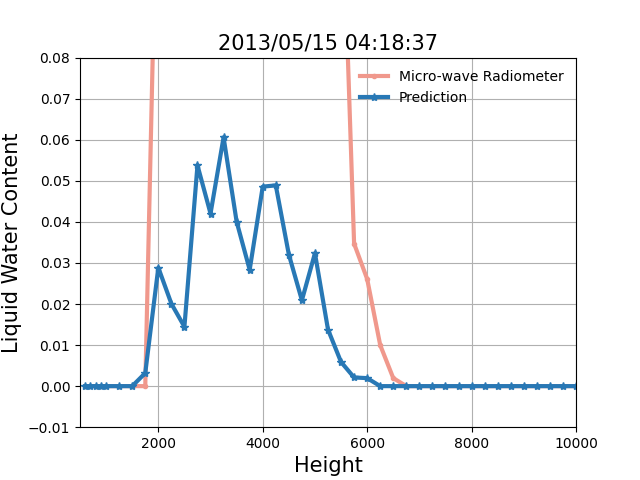 2013/05/15 04:18:37
Micro-wave Radiometer
Prediction
Liquid Water Content
0.08
0.07
0.06
0.05
0.04
0.03
0.02
0.01
0.00
−0.01
2000 4000 6000 8000 10000
Height